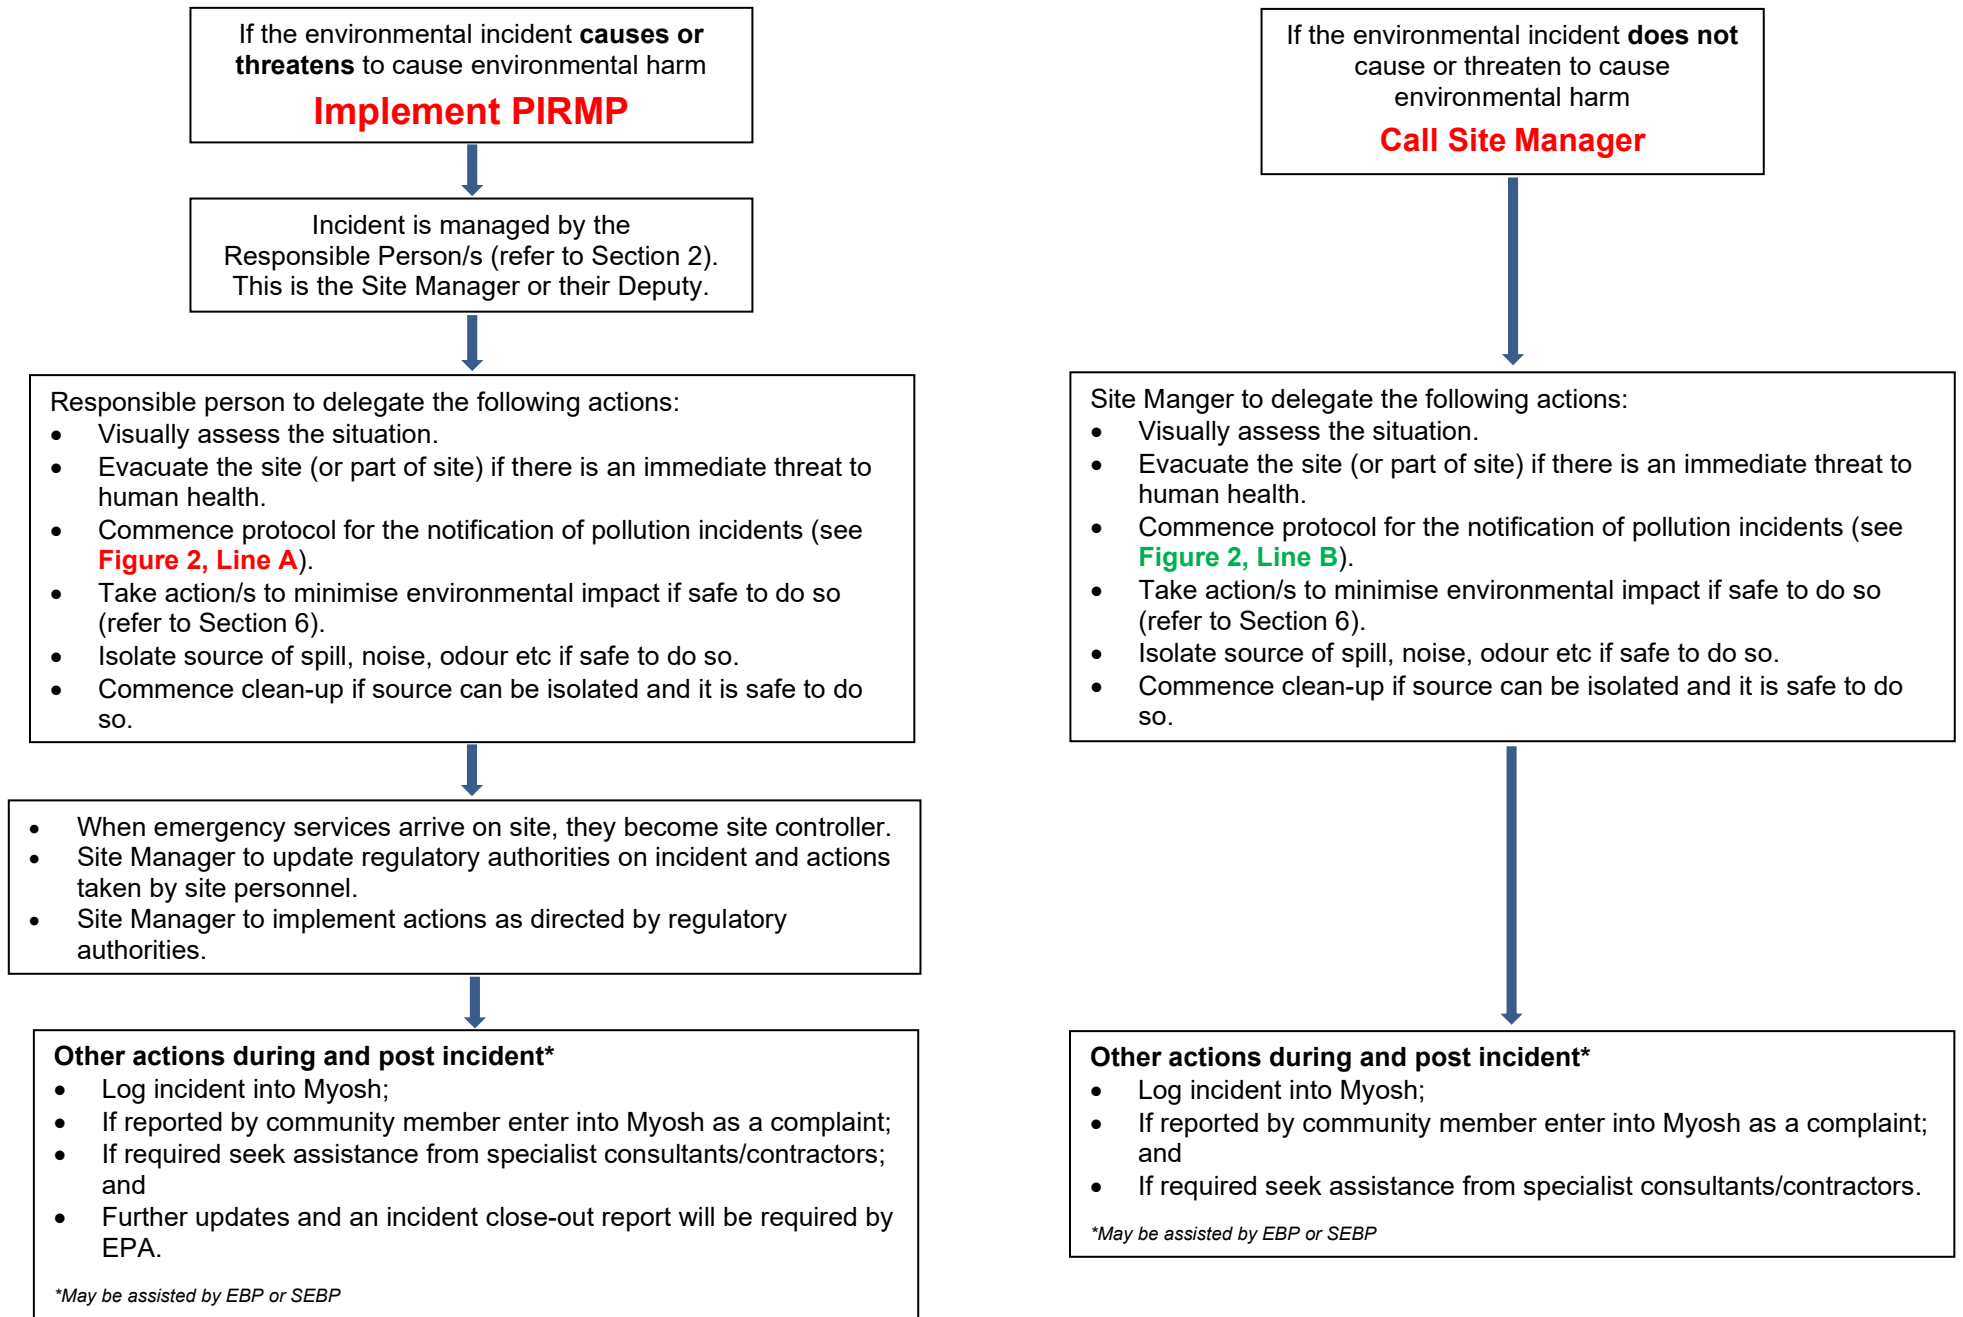 If the environmental incident causes or
threatens to cause environmental harm
Implement PIRMP
Incident is managed by the
Responsible Person/s (refer to Section 2).
This is the Site Manager or their Deputy.
Responsible person to delegate the following actions:
• Visually assess the situation.
• Evacuate the site (or part of site) if there is an immediate threat to
human health.
• Commence protocol for the notification of pollution incidents (see
Figure 2, Line A).
• Take action/s to minimise environmental impact if safe to do so
(refer to Section 6).
• Isolate source of spill, noise, odour etc if safe to do so.
• Commence clean-up if source can be isolated and it is safe to do
so.
• When emergency services arrive on site, they become site controller.
• Site Manager to update regulatory authorities on incident and actions
taken by site personnel.
• Site Manager to implement actions as directed by regulatory
authorities.
Other actions during and post incident*
• Log incident into Myosh;
• If reported by community member enter into Myosh as a complaint;
• If required seek assistance from specialist consultants/contractors;
and
• Further updates and an incident close-out report will be required by
EPA.
*May be assisted by EBP or SEBP
If the environmental incident does not
cause or threaten to cause
environmental harm
Call Site Manager
Site Manger to delegate the following actions:
• Visually assess the situation.
• Evacuate the site (or part of site) if there is an immediate threat to
human health.
• Commence protocol for the notification of pollution incidents (see
Figure 2, Line B).
• Take action/s to minimise environmental impact if safe to do so
(refer to Section 6).
• Isolate source of spill, noise, odour etc if safe to do so.
• Commence clean-up if source can be isolated and it is safe to do
so.
Other actions during and post incident*
• Log incident into Myosh;
• If reported by community member enter into Myosh as a complaint;
and
• If required seek assistance from specialist consultants/contractors.
*May be assisted by EBP or SEBP